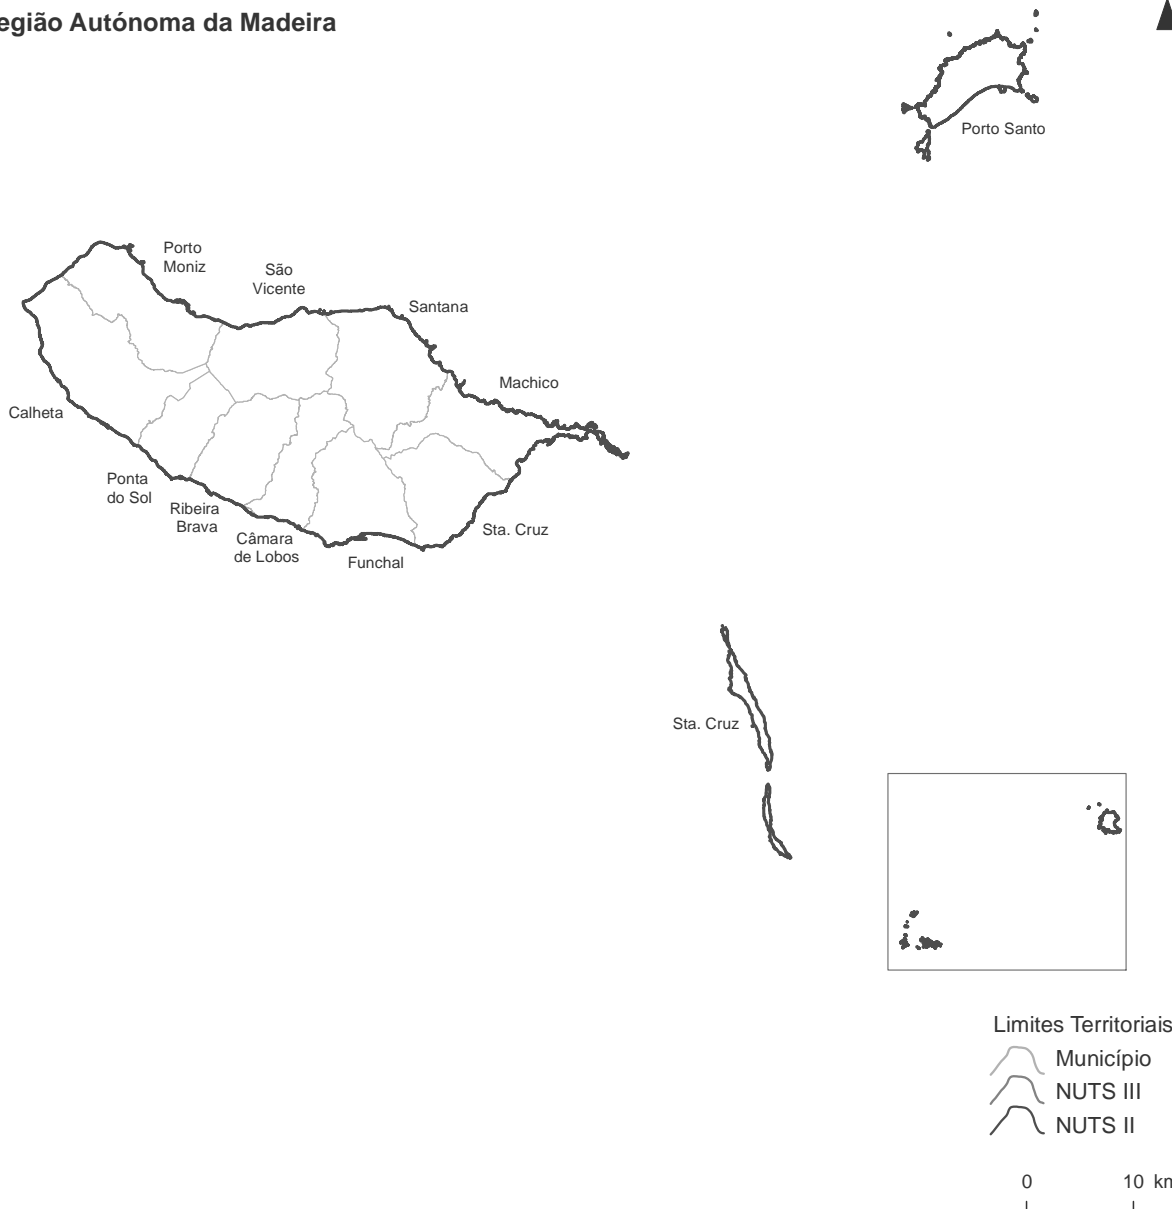 egião Autónoma da Madeira
Porto Santo
Porto
Moniz
São
Vicente
Santana
Machico
Calheta
Ponta
do Sol
Ribeira
Brava
Câmara
de Lobos
Funchal
Sta. Cruz
Sta. Cruz
Limites Territoriais
Município
NUTS III
NUTS II
0 10 km